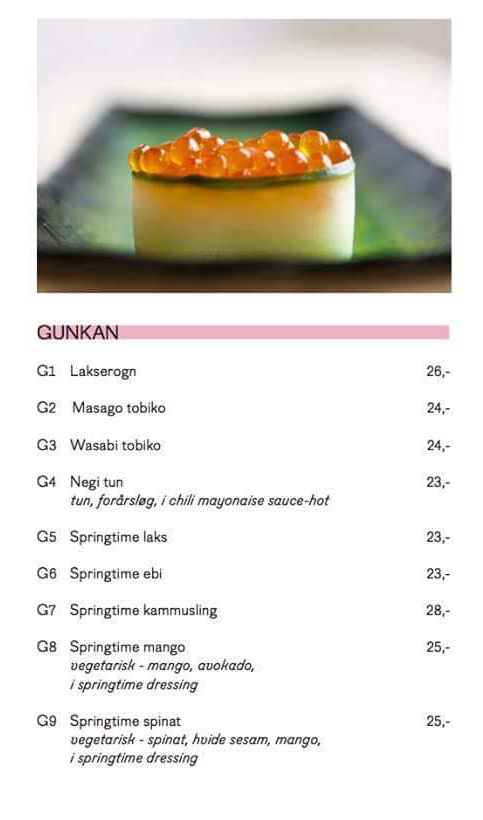 GUNKAN
G1 Lakserogn 26,-
G2 Masago tobiko 24,-
G3 Wasabi tobiko 24,-
G4 Negi tun 23,-
tun, forårsløg, i chili mayonaise sauce-hot
G5 Springtime laks 23,-
G6 Springtime ebi 23,-
G7 Springtime kammusling 28,-
G8 Springtime mango 25,-
vegetarisk - mango, avokado,
i springtime dressing
G9 Springtime spinat 25,-
vegetarisk - spinat, hvide sesam, mango,
i springtime dressing